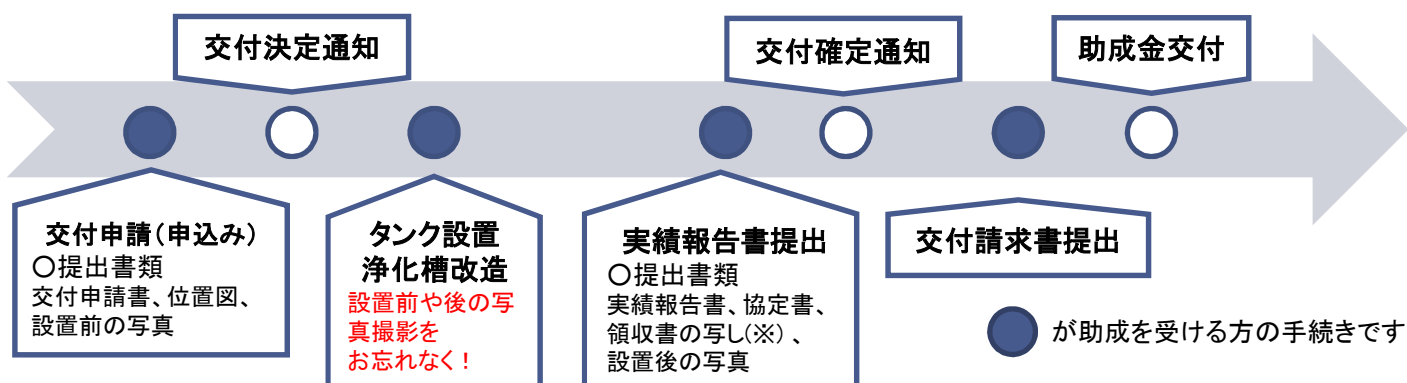 交付決定通知
交付確定通知
助成金交付
交付申請（申込み）
〇提出書類
交付申請書、位置図、
設置前の写真
タンク設置
浄化槽改造
設置前や後の写
真撮影を
お忘れなく！
実績報告書提出
〇提出書類
実績報告書、協定書、
領収書の写し(※) 、
設置後の写真
交付請求書提出
が助成を受ける方の手続きです